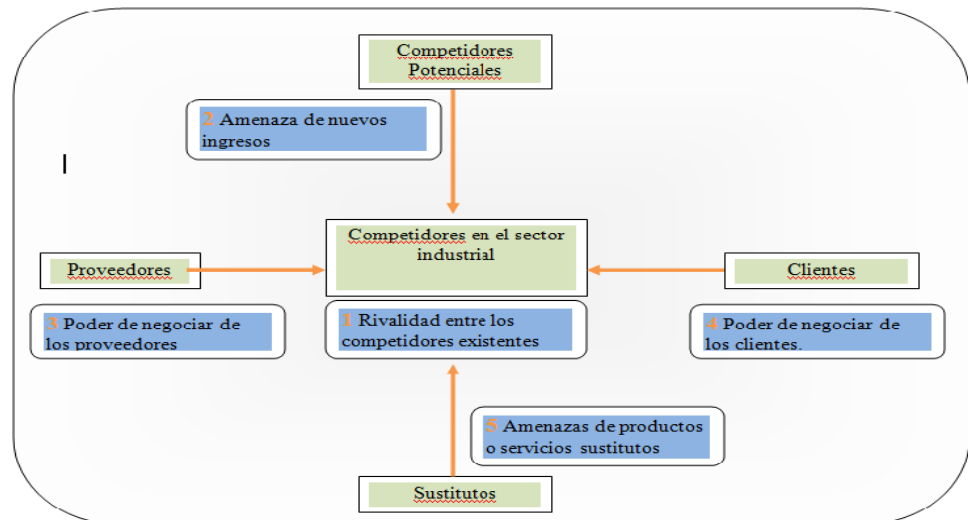 Competidores
Potenciales
2 Amenaza de nuevos
ingresos
Competidores en el sector
industrial
Proveedores
Clientes
3 Poder de negociar de
los proveedores
1 Rivalidad entre los
competidores existentes
4 Poder de negociar de
los clientes.
5 Amenazas de productos
o servicios sustitutos
Sustitutos